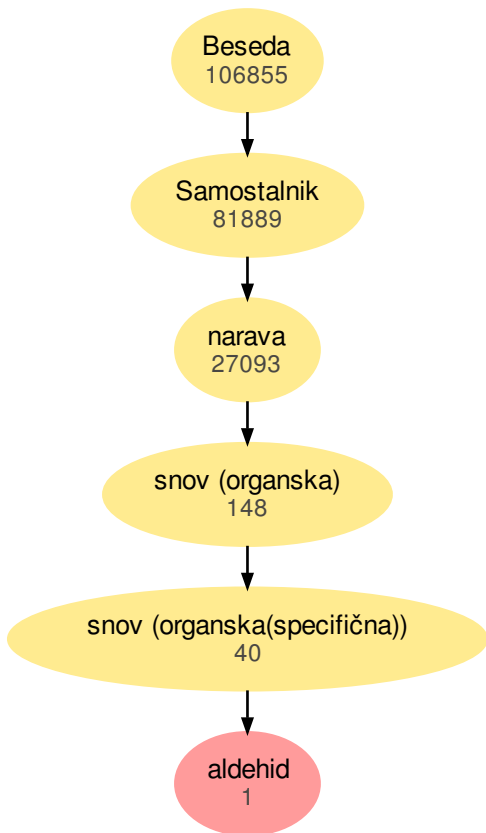 Beseda
106855
Samostalnik
81889
narava
27093
snov (organska)
148
snov (organska(specifična))
40
aldehid
1